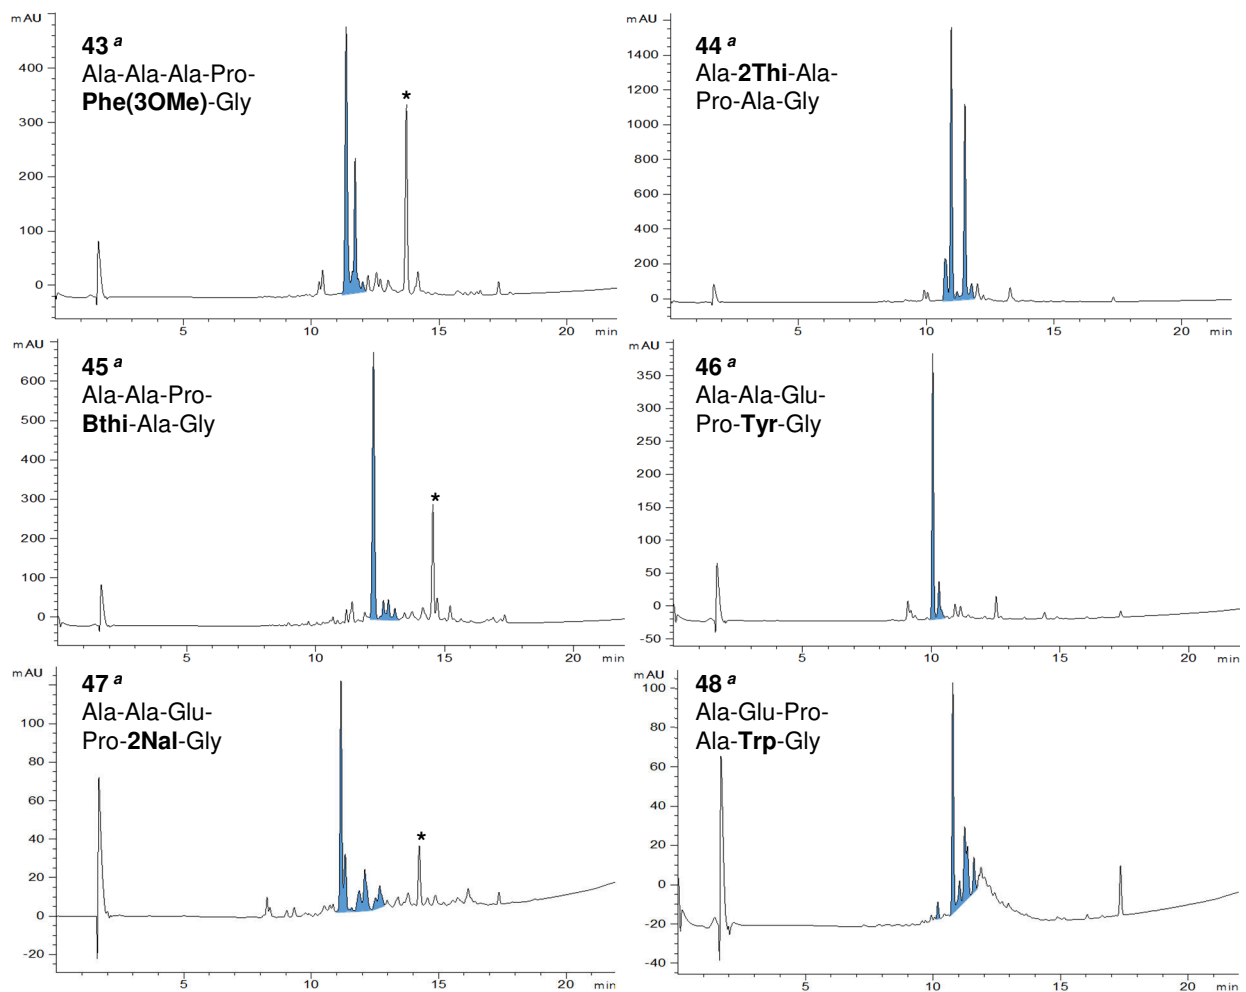 mAU
43 a
Ala-Ala-Ala-Pro-
Phe(3OMe)-Gly
*
400
300
200
100
0
5
10
15
20
min
mAU
44 a
Ala-2Thi-Ala-
Pro-Ala-Gly
1400
1200
1000
800
600
400
200
0
5
10
15
20
min
mAU
45 a
Ala-Ala-Pro-
Bthi-Ala-Gly
*
600
500
400
300
200
100
0
5
10
15
20
min
mAU
46 a
Ala-Ala-Glu-
Pro-Tyr-Gly
350
300
250
200
150
100
50
0
-50
5
10
15
20
min
mAU
47 a
Ala-Ala-Glu-
Pro-2Nal-Gly
*
100
80
60
40
20
0
-20
5
10
15
20
min
mAU
48 a
Ala-Glu-Pro-
Ala-Trp-Gly
100
80
60
40
20
0
-20
-40
5
10
15
20
min